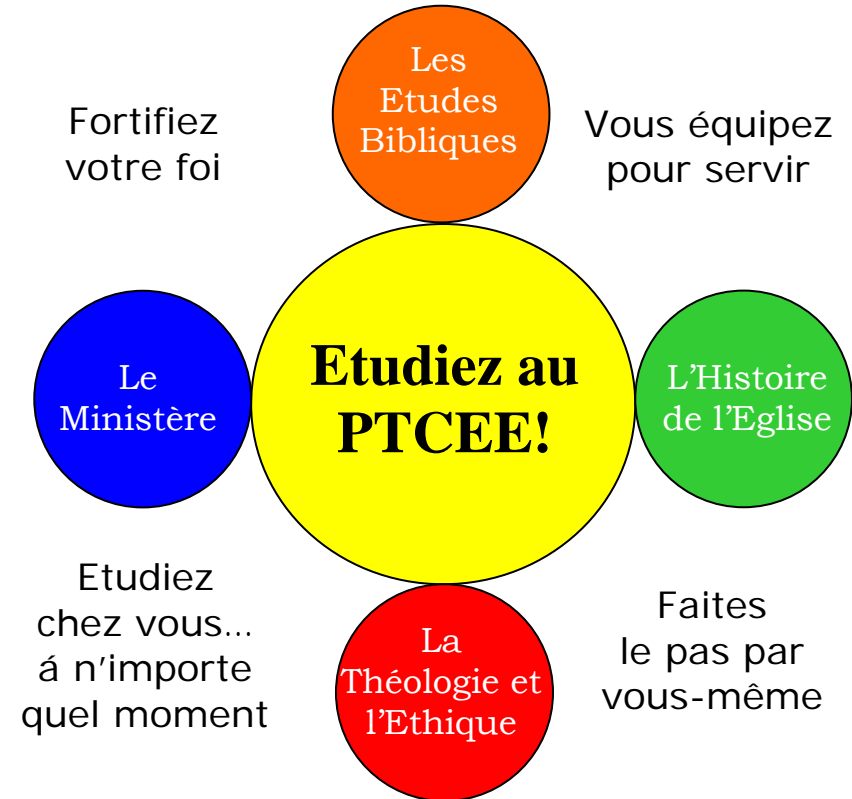 Les
Etudes
Bibliques
Fortifiez
votre foi
Vous équipez
pour servir
Le
Ministère
Etudiez au
PTCEE!
L'Histoire
de l'Eglise
Etudiez
chez vous...
á n'importe
quel moment
La
Théologie et
l'Ethique
Faites
le pas par
vous-même